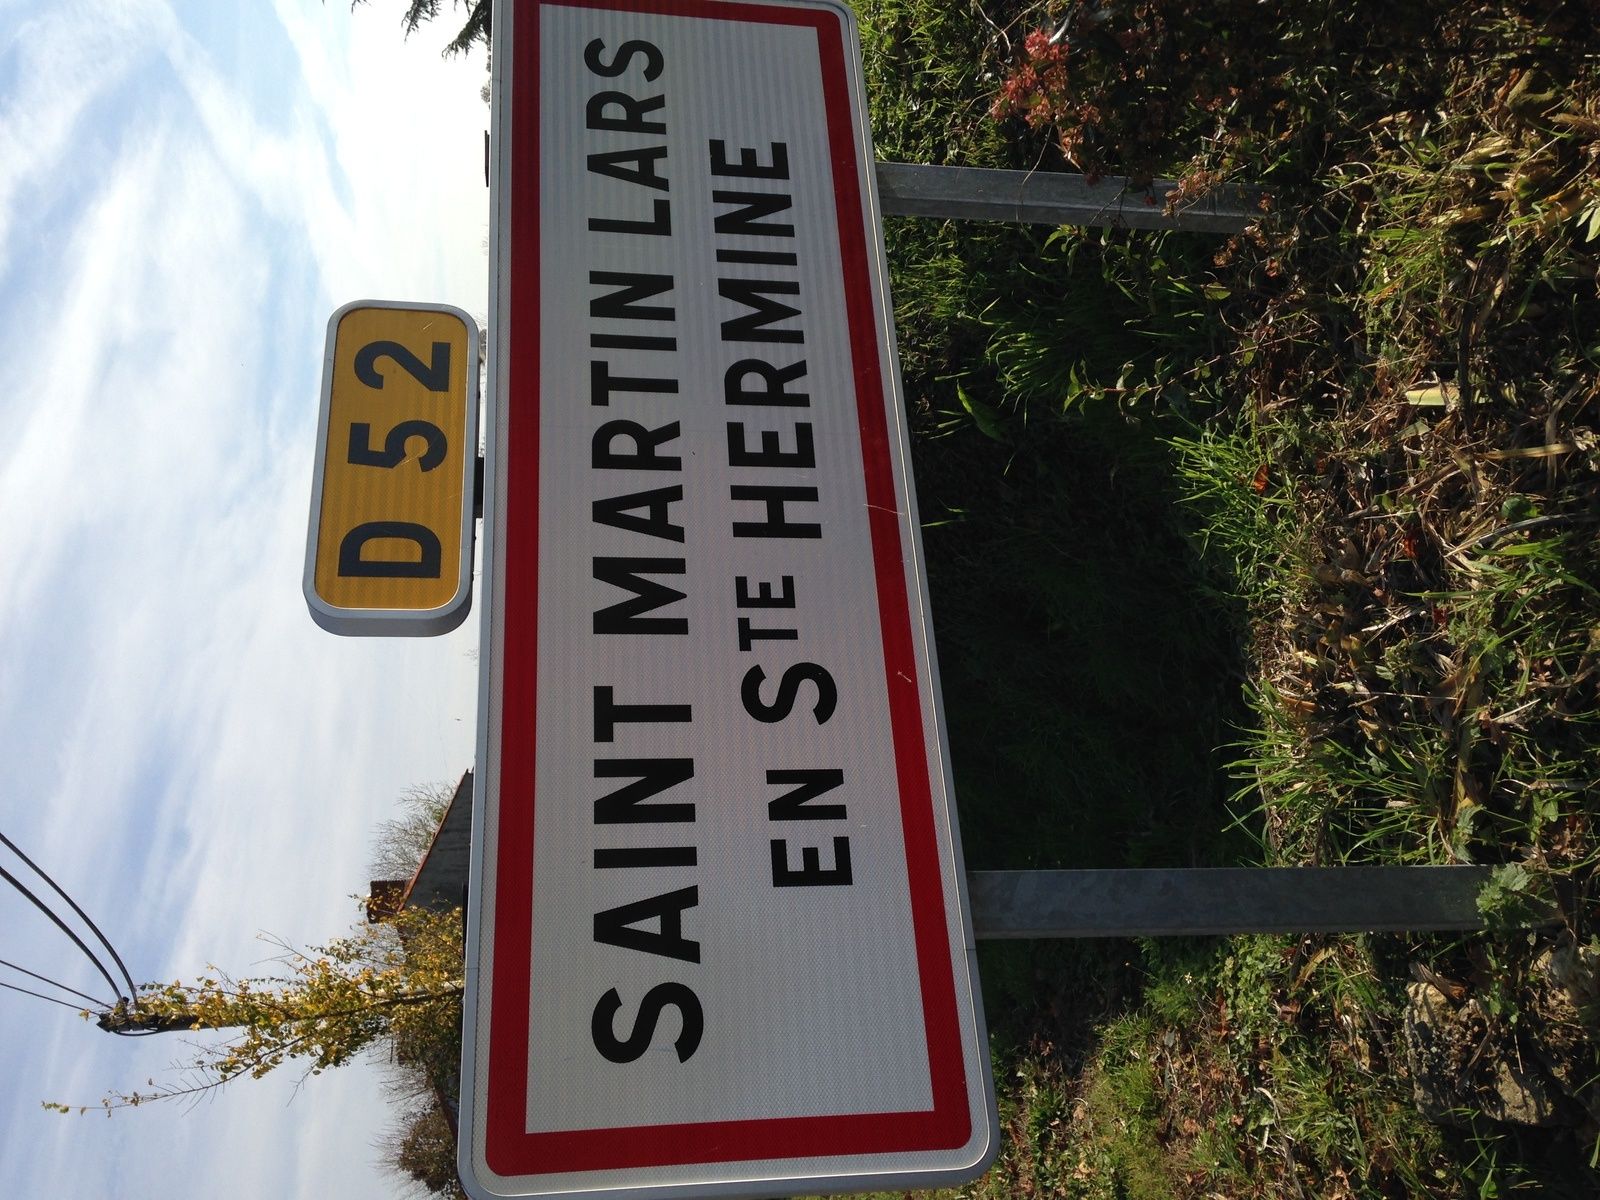 D 52
SAINT MARTIN LARS
EN STE HERMINE